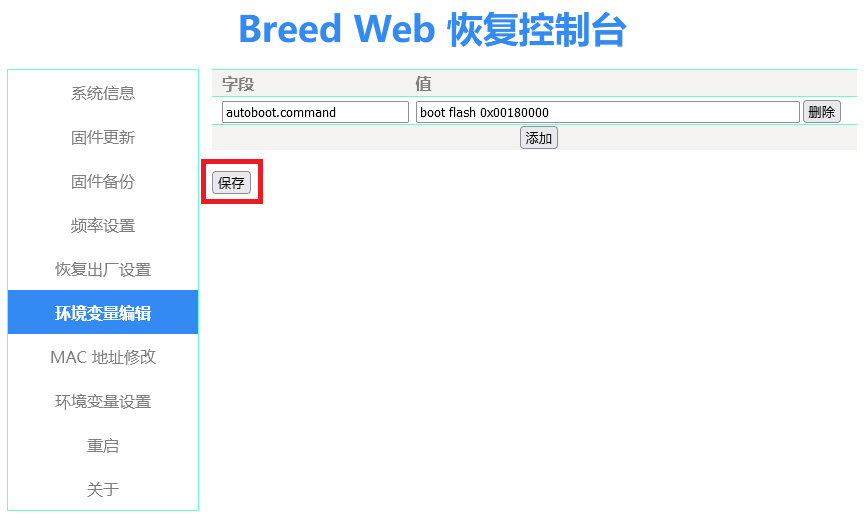 Breed Web 恢复控制台
系统信息
固件更新
固件备份
频率设置
恢复出厂设置
环境变量编辑
MAC 地址修改
环境变量设置
重启
关于
字段 值
autoboot.command boot flash 0x00180000 删除
添加
保存